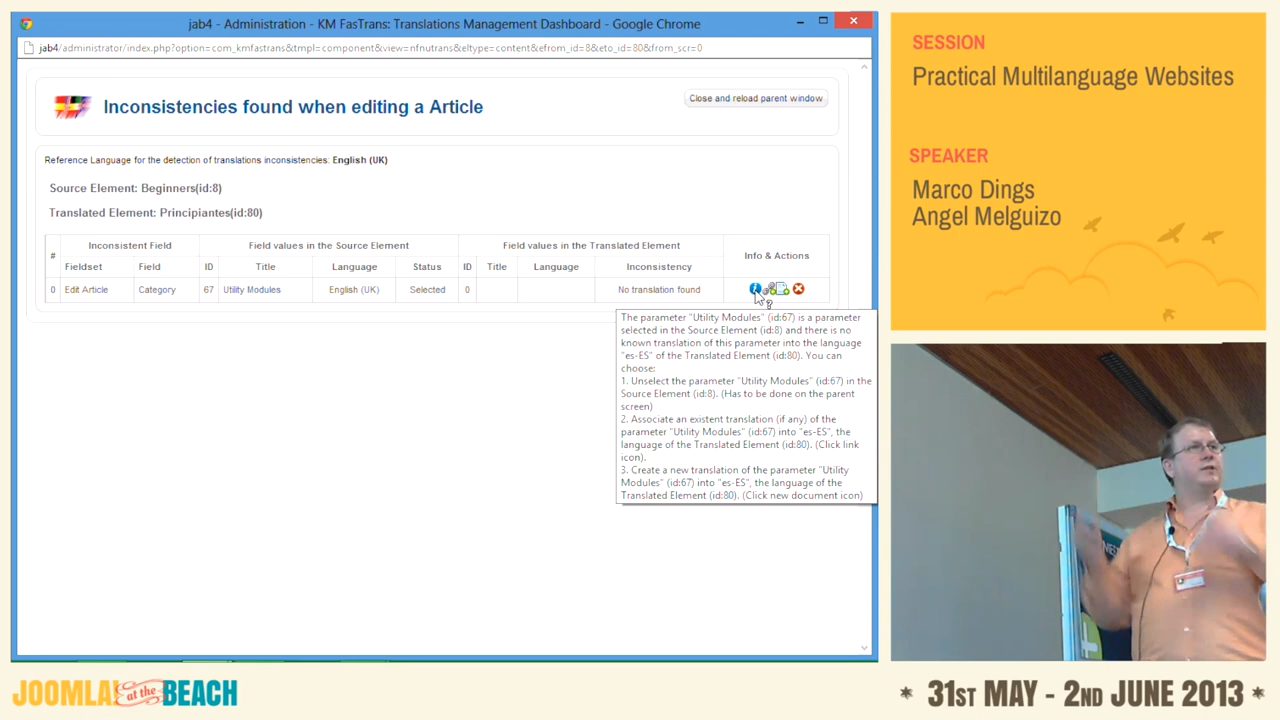 jab4 - Administration - KM FasTrans: Translations Management Dashboard - Google Chrome
jab4/administrator/index.php?option=com_kmfastrans&tmpl=component&view=nfnutrans&eltype=content&efrom_id=8&eto_id=80&from_scr=0
Inconsistencies found when editing a Article
Close and reload parent window
Reference Language for the detection of translations inconsistencies: English (UK)
Source Element: Beginners(id:8)
Translated Element: Principiantes(id:80)
# Inconsistent Field Field values in the Source Element Field values in the Translated Element Info & Actions
Fieldset Field ID Title Language Status ID Title Language Inconsistency
0 Edit Article Category 67 Utility Modules English (UK) Selected 0 No translation found
The parameter "Utility Modules" (id:67) is a parameter
selected in the Source Element (id:8) and there is no
known translation of this parameter into the language
"es-ES" of the Translated Element (id:80). You can
choose:
1. Unselect the parameter "Utility Modules" (id:67) in the
Source Element (id:8). (Has to be done on the parent
screen)
2. Associate an existent translation (if any) of the
parameter "Utility Modules" (id:67) into "es-ES", the
language of the Translated Element (id:80). (Click link
icon).
3. Create a new translation of the parameter "Utility
Modules" (id:67) into "es-ES", the language of the
Translated Element (id:80). (Click new document icon)
SESSION
Practical Multilanguage Websites
SPEAKER
Marco Dings
Angel Melguizo
JOOMLA! at the BEACH
* 31ST MAY - 2ND JUNE 2013 *